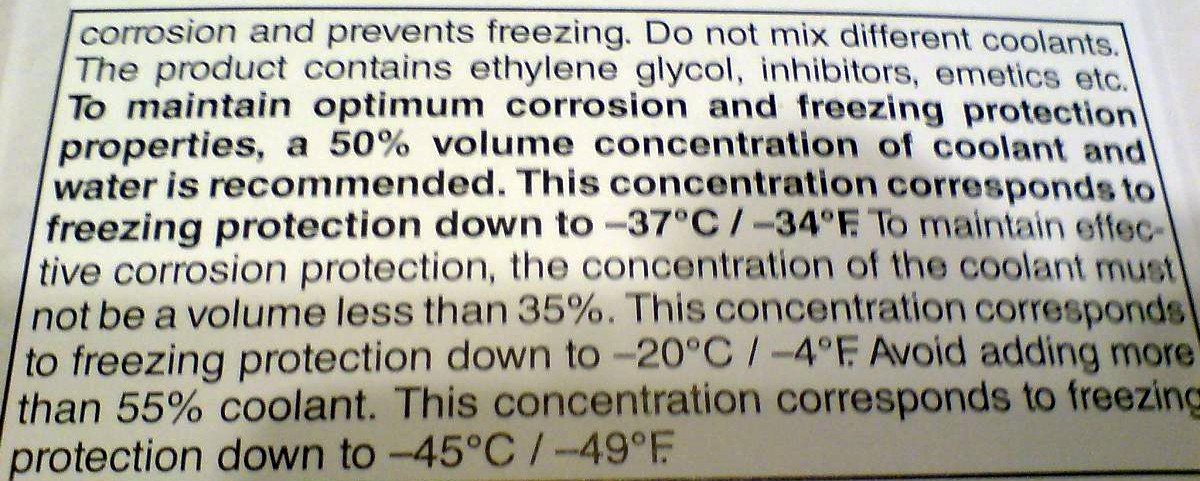 corrosion and prevents freezing. Do not mix different coolants.
The product contains ethylene glycol, inhibitors, emetics etc.
To maintain optimum corrosion and freezing protection
properties, a 50% volume concentration of coolant and
water is recommended. This concentration corresponds to
freezing protection down to –37°C / –34°F. To maintain effec-
tive corrosion protection, the concentration of the coolant must
not be a volume less than 35%. This concentration corresponds
to freezing protection down to –20°C / –4°F. Avoid adding more
than 55% coolant. This concentration corresponds to freezing
protection down to –45°C / –49°F.